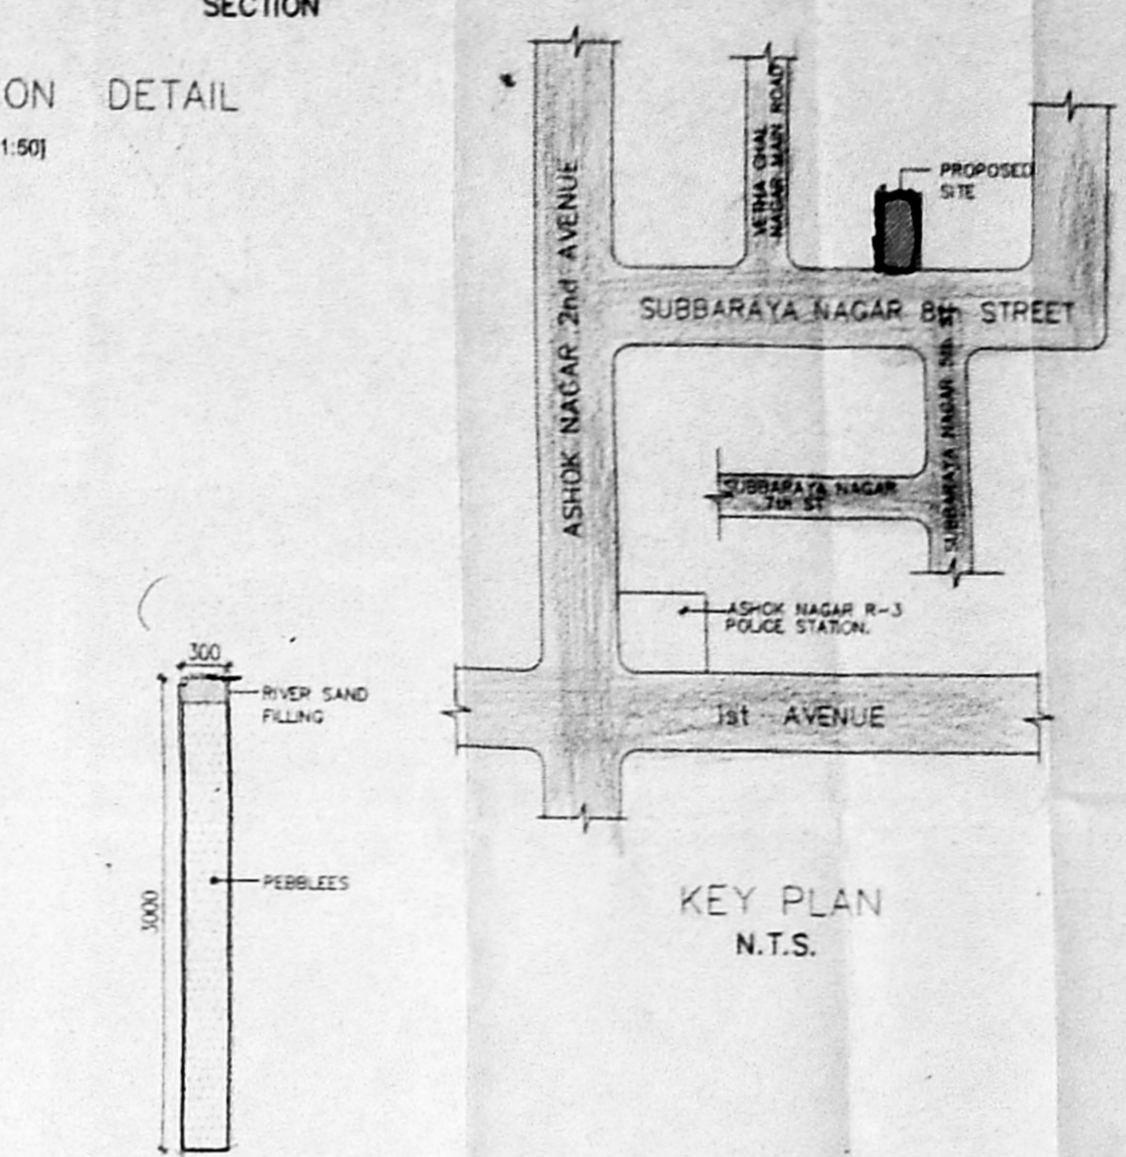 SECTION
ON DETAIL
1:50]
ASHOK NAGAR 2nd AVENUE
NAGAR MAIN ROAD
PROPOSED
SITE
SUBBARAYA NAGAR 8th STREET
SUBBARAYA NAGAR
SUBBARAYA NAGAR
7th ST
ASHOK NAGAR R-3
POLICE STATION.
1st AVENUE
300
RIVER SAND
FILLING
3000
PEBBLEES
KEY PLAN
N.T.S.